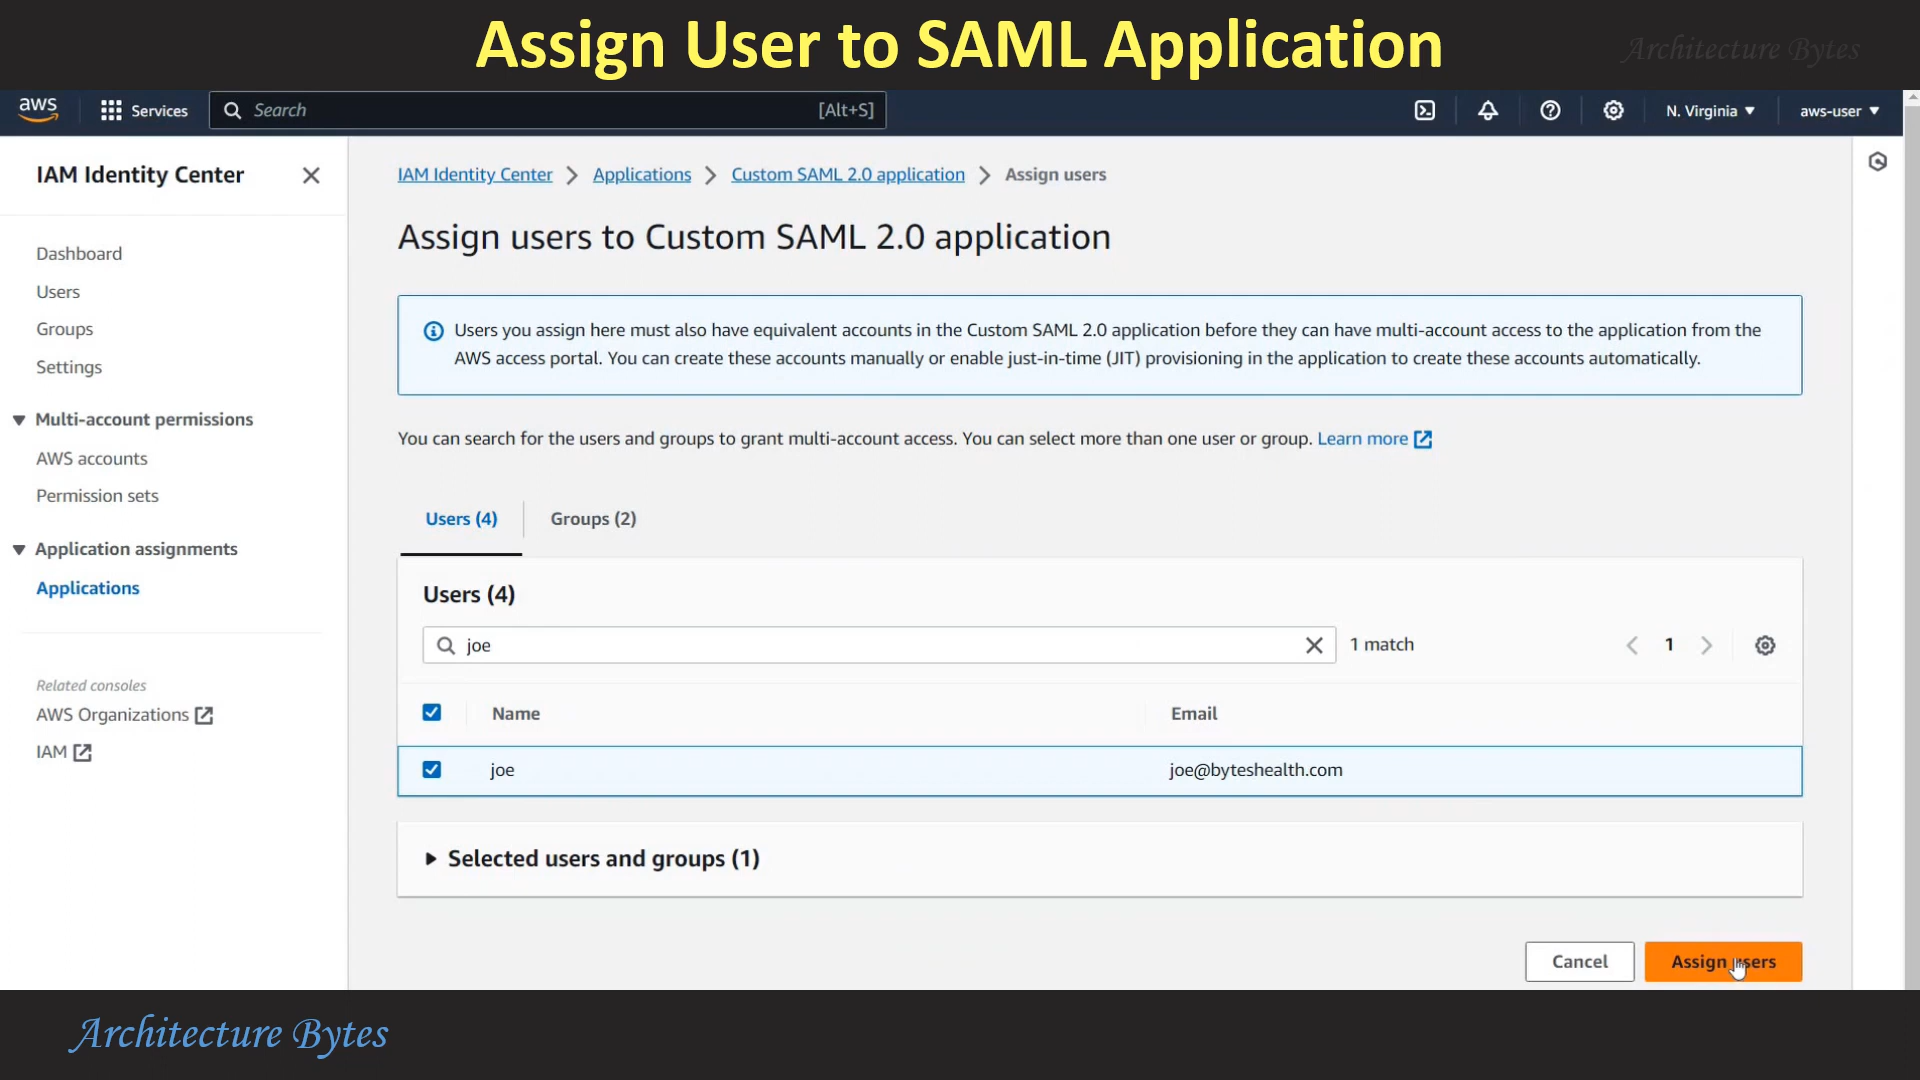 Assign User to SAML Application
Architecture Bytes
aws
Services
Search
[Alt+S]
N. Virginia
aws-user
IAM Identity Center
Dashboard
Users
Groups
Settings
Multi-account permissions
AWS accounts
Permission sets
Application assignments
Applications
Related consoles
AWS Organizations
IAM
IAM Identity Center > Applications > Custom SAML 2.0 application > Assign users
Assign users to Custom SAML 2.0 application
Users you assign here must also have equivalent accounts in the Custom SAML 2.0 application before they can have multi-account access to the application from the
AWS access portal. You can create these accounts manually or enable just-in-time (JIT) provisioning in the application to create these accounts automatically.
You can search for the users and groups to grant multi-account access. You can select more than one user or group. Learn more
Users (4)
Groups (2)
Users (4)
joe
1 match
1
Name
Email
joe
joe@byteshealth.com
Selected users and groups (1)
Cancel
Assign users
Architecture Bytes